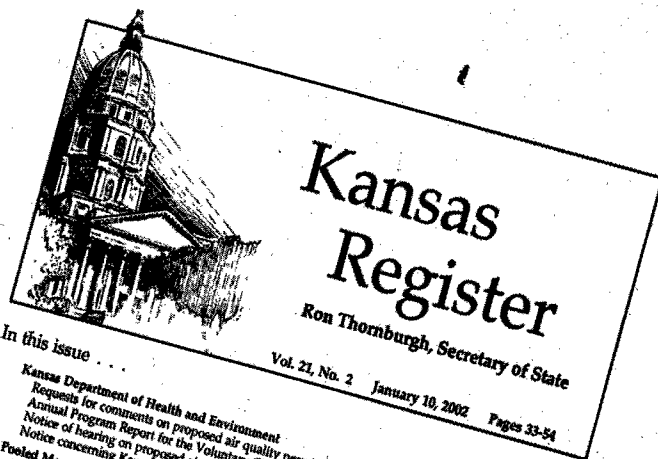 Kansas
Register
Ron Thornburgh, Secretary of State
Vol. 21, No. 2 January 10, 2002 Pages 33-54
In this issue . . .
Kansas Department of Health and Environment
Requests for comments on proposed air quality
Annual Program Report for the Voluntary
Notice of hearing on proposed
Notice concerning
Pooled